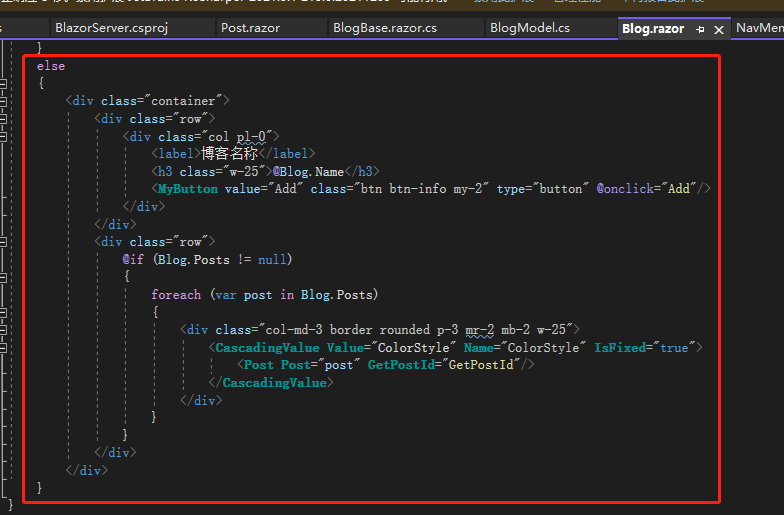 BlazorServer.csproj Post.razor BlogBase.razor.cs BlogModel.cs Blog.razor NavMen
}
else
{
<div class="container">
<div class="row">
<div class="col pl-0">
<label>博客名称</label>
<h3 class="w-25">@Blog.Name</h3>
<MyButton value="Add" class="btn btn-info my-2" type="button" @onclick="Add"/>
</div>
</div>
<div class="row">
@if (Blog.Posts != null)
{
foreach (var post in Blog.Posts)
{
<div class="col-md-3 border rounded p-3 mr-2 mb-2 w-25">
<CascadingValue Value="ColorStyle" Name="ColorStyle" IsFixed="true">
<Post Post="post" GetPostId="GetPostId"/>
</CascadingValue>
</div>
}
}
</div>
</div>
}
}